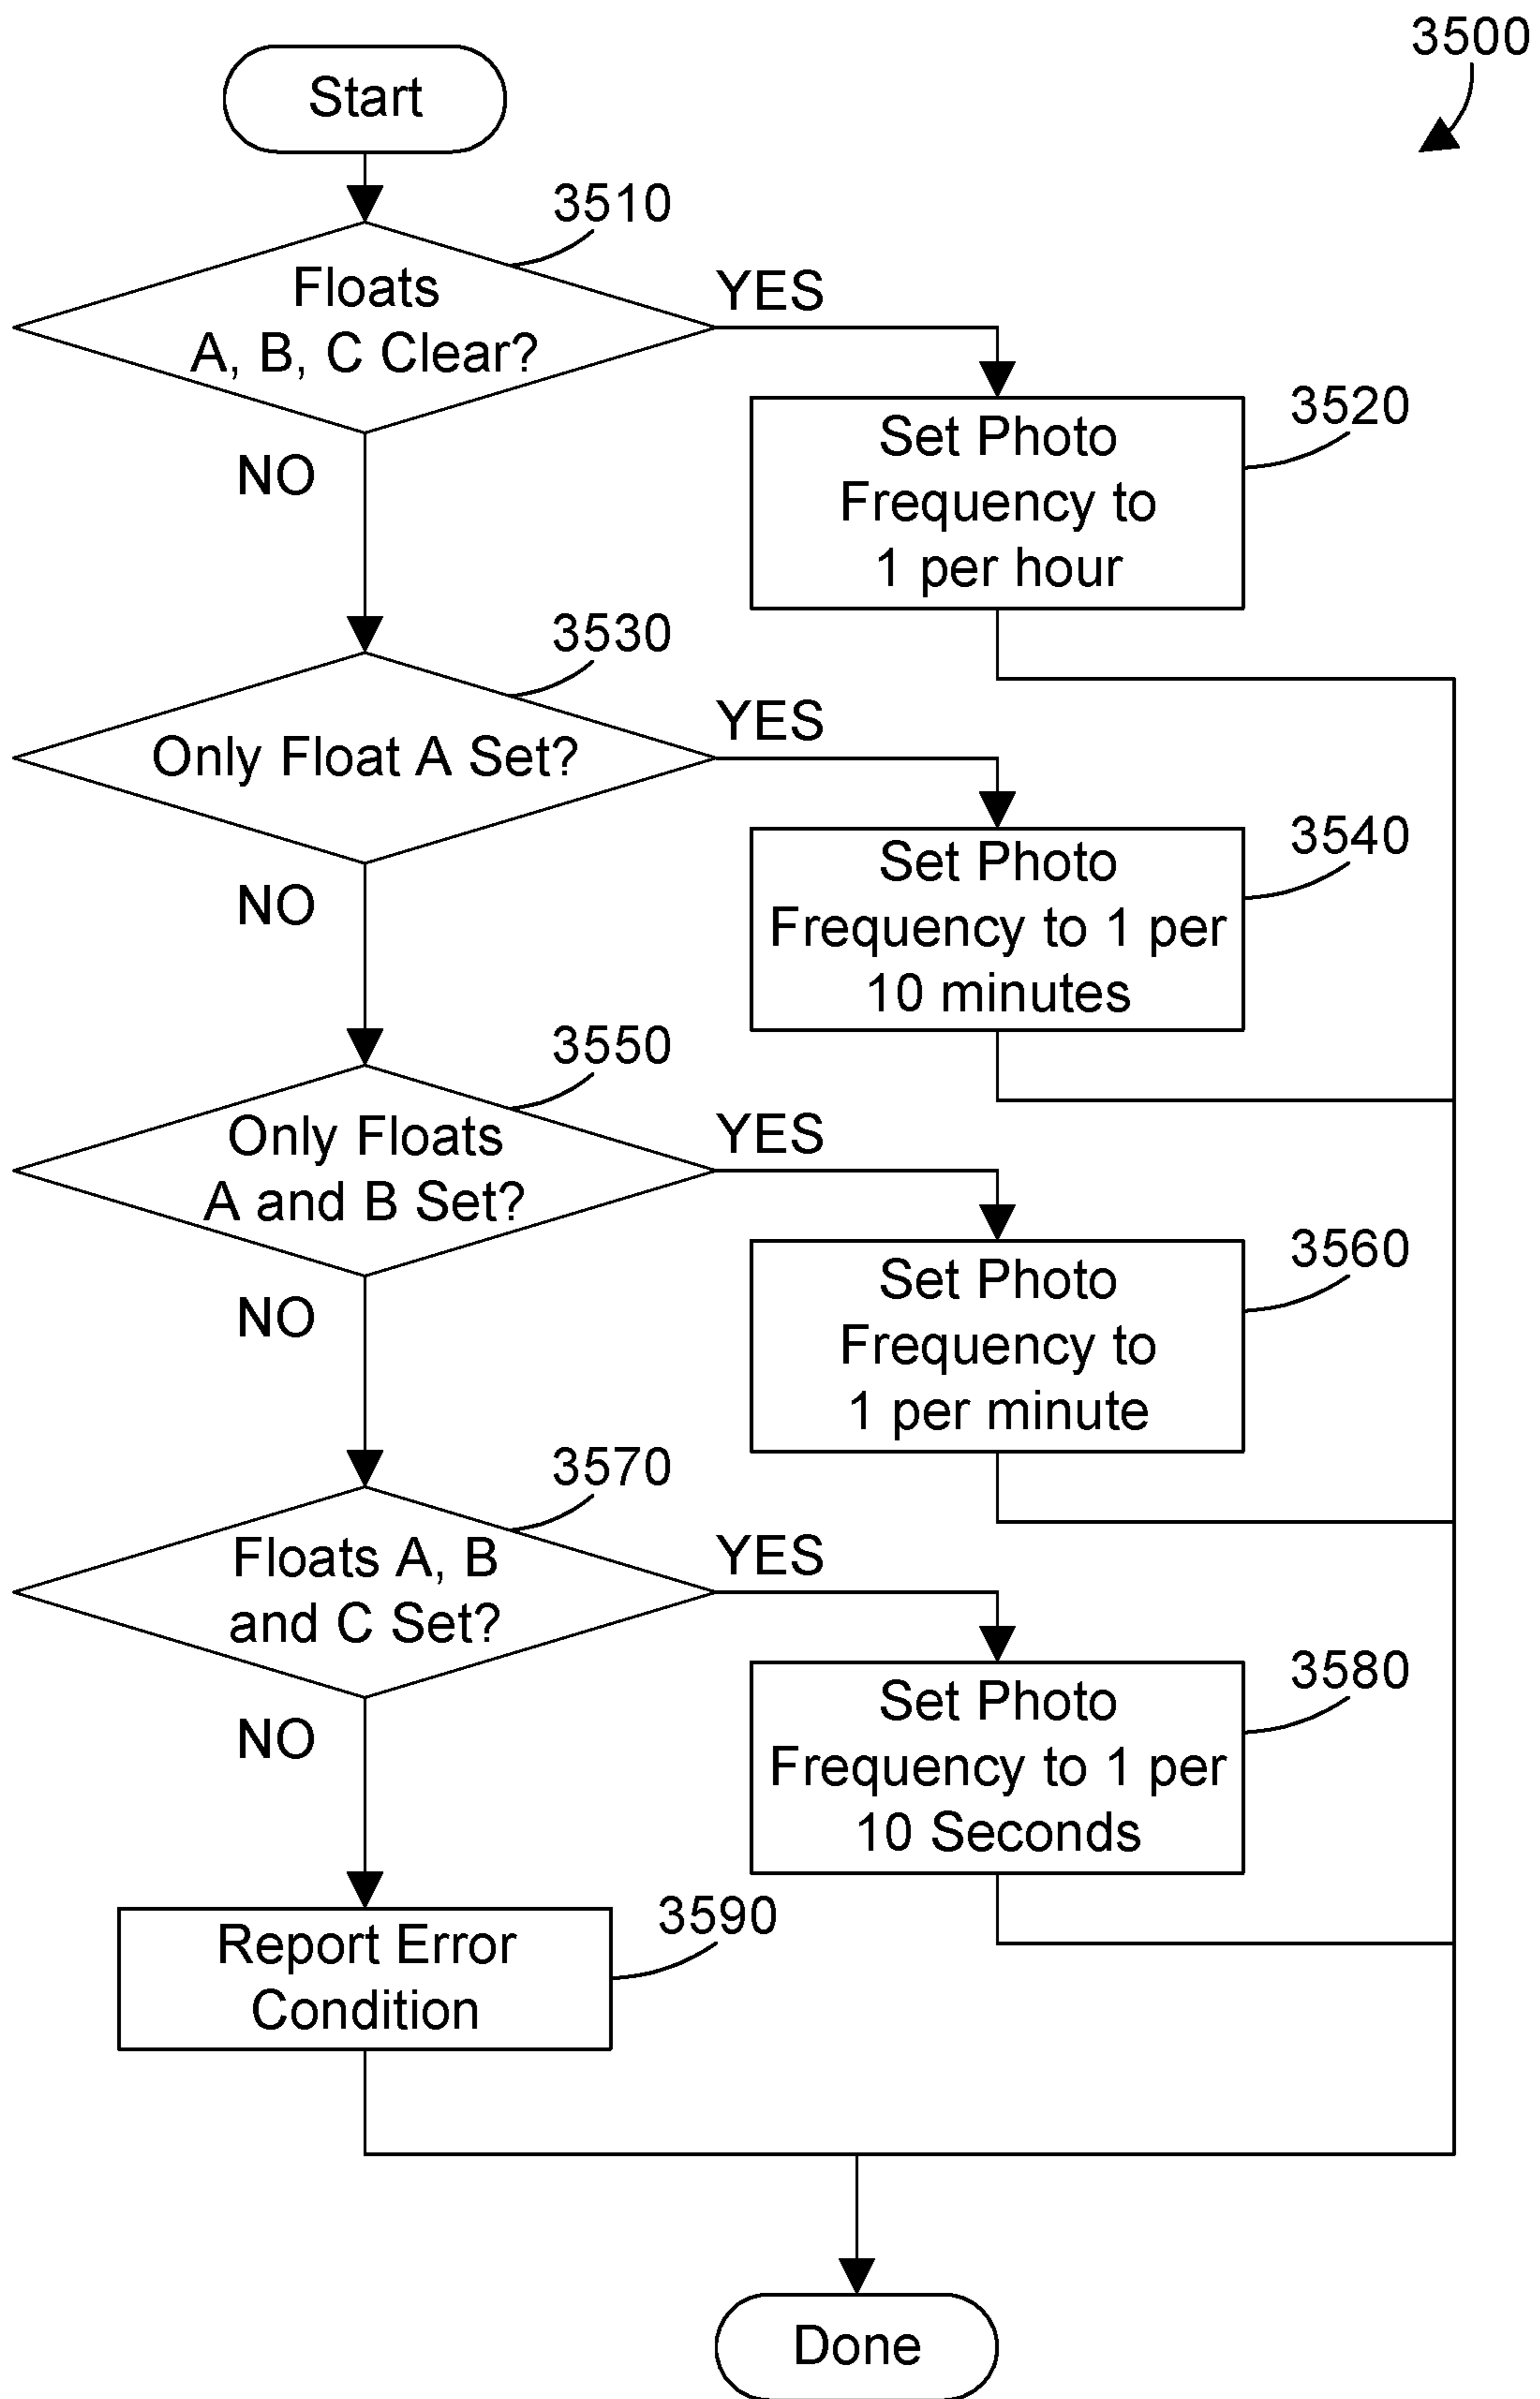 3500
Start
3510
Floats
A, B, C Clear?
YES
NO
3520
Set Photo
Frequency to
1 per hour
3530
Only Float A Set?
YES
NO
3540
Set Photo
Frequency to 1 per
10 minutes
3550
Only Floats
A and B Set?
YES
NO
3560
Set Photo
Frequency to
1 per minute
3570
Floats A, B
and C Set?
YES
NO
3580
Set Photo
Frequency to 1 per
10 Seconds
3590
Report Error
Condition
Done